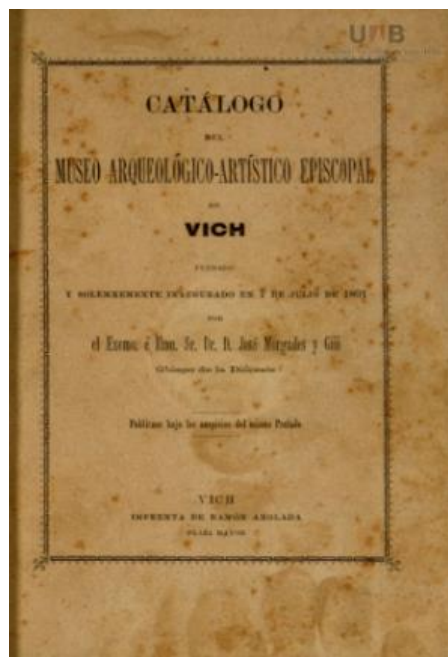 UAB
CATÁLOGO
DEL
MUSEO ARQUEOLÓGICO-ARTÍSTICO EPISCOPAL
DE
VICH
FUNDADO
Y SOLEMNEMENTE INAUGURADO EN 7 DE JULIO DE 1891
POR
el Excmo. é Ilmo. Sr. Dr. D. José Morgades y Gili
Obispo de la Diócesis
Publícase bajo los auspicios del mismo Prelado
VICH
IMPRENTA DE RAMON ANGLADA
PLAZA MAYOR